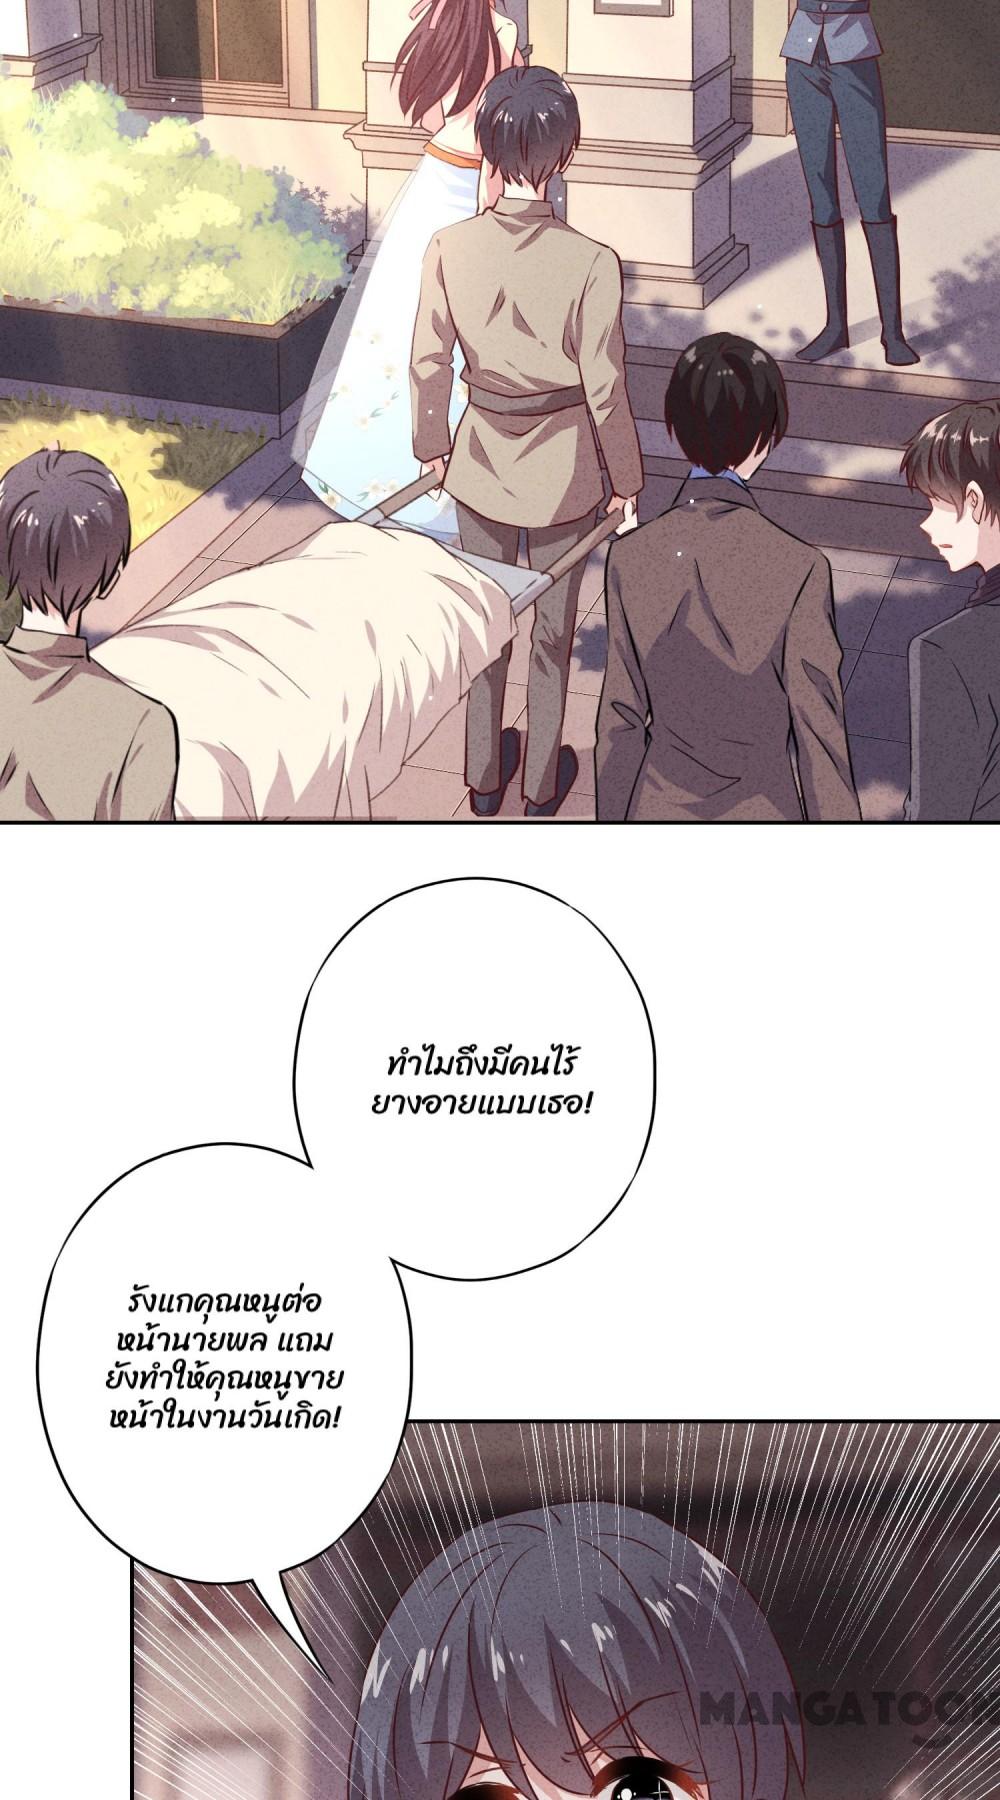 ทำไมถึงมีคนไร้
ยางอายแบบเธอ!
รังแกคุณหนูต่อ
หน้านายพล แถม
ยังทำให้คุณหนูขาย
หน้าในงานวันเกิด!
MANGATOON